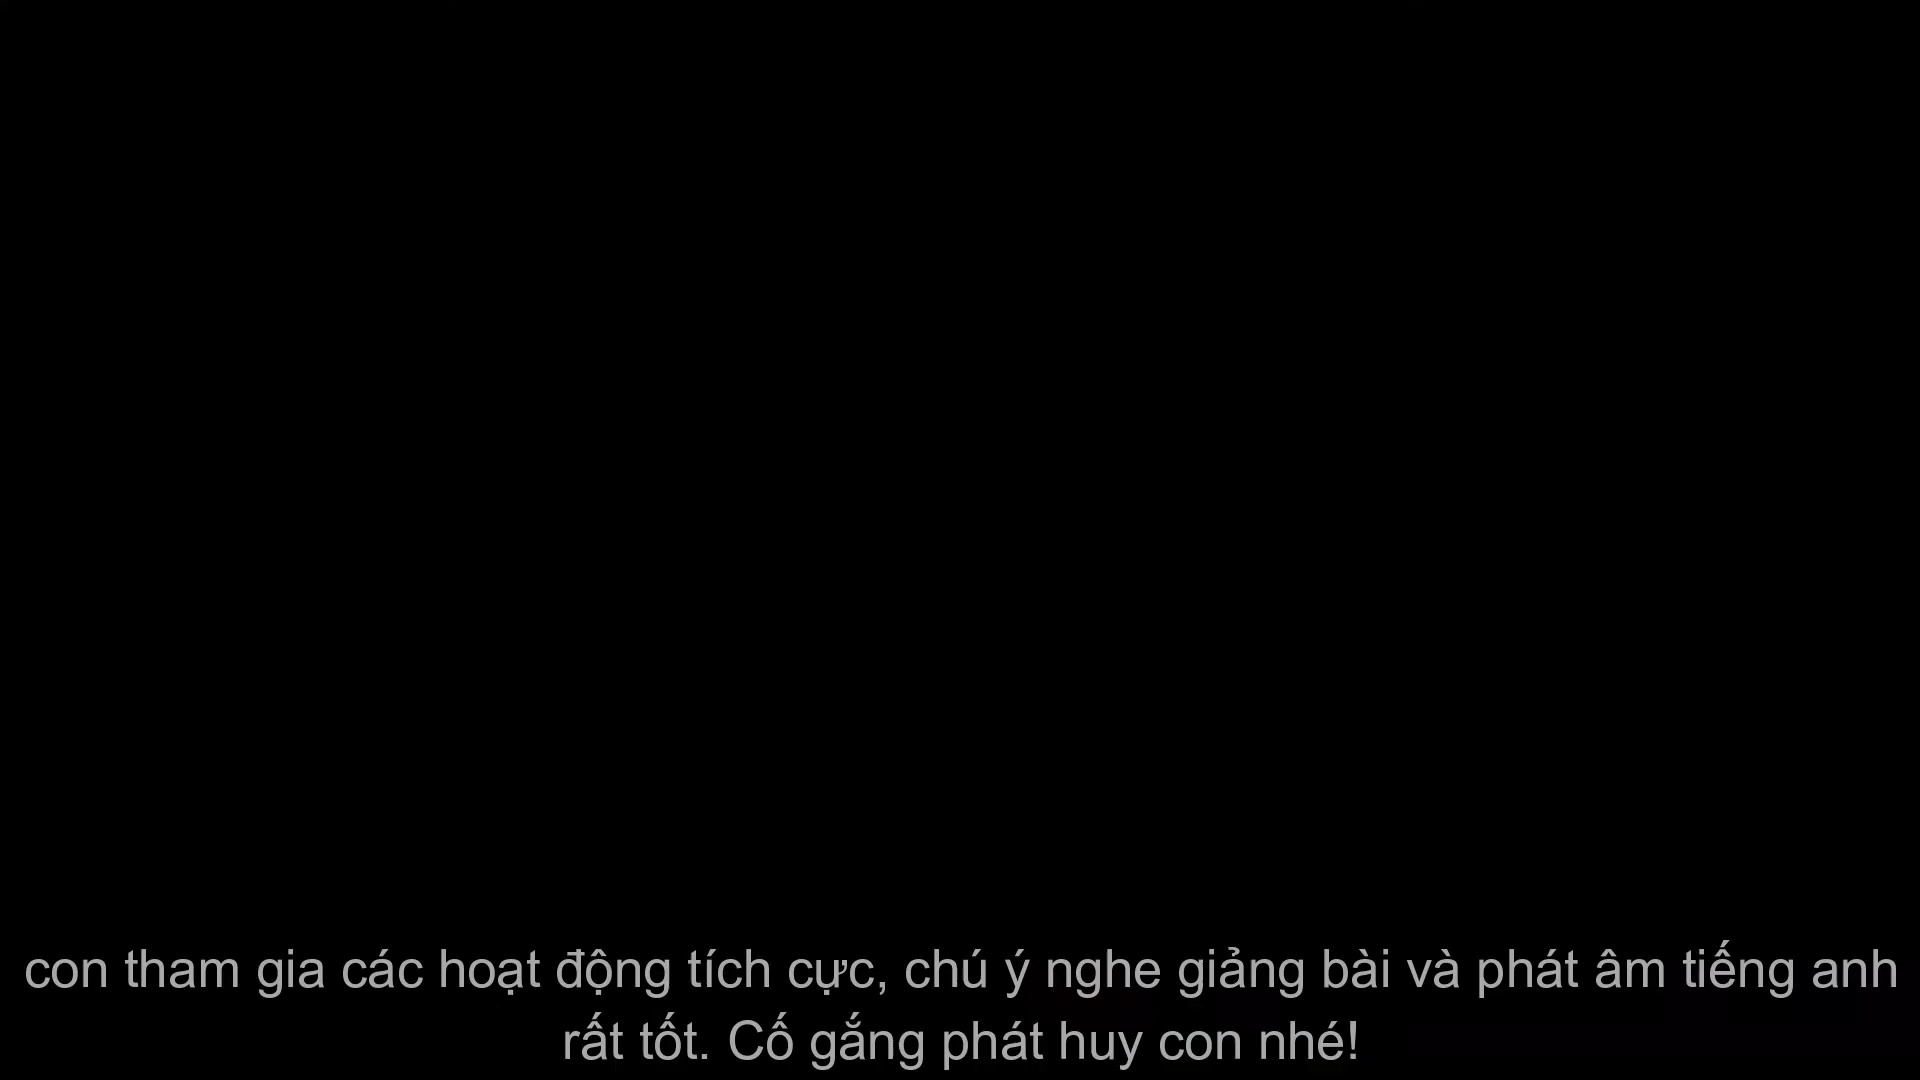 con tham gia các hoạt động tích cực, chú ý nghe giảng bài và phát âm tiếng anh
rất tốt. Cố gắng phát huy con nhé!